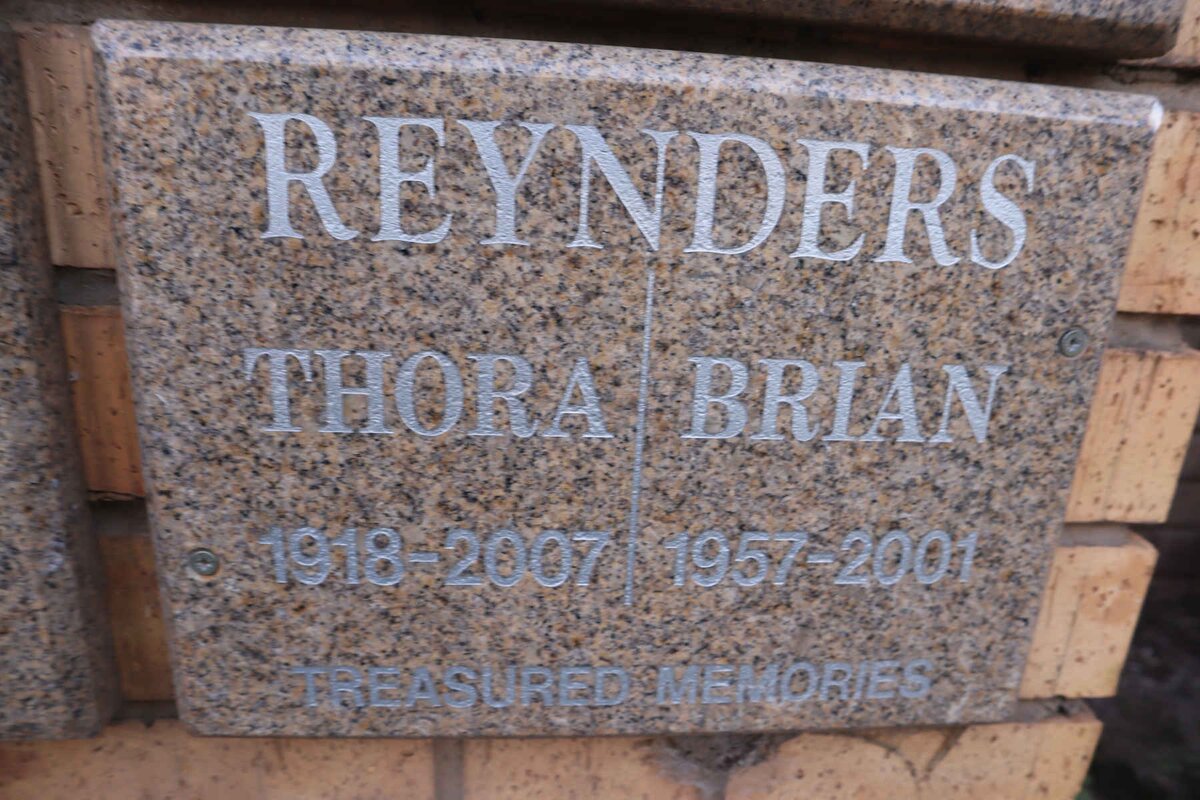 REYNDERS
THORA BRIAN
1918-2007 1957-2001
TREASURED MEMORIES